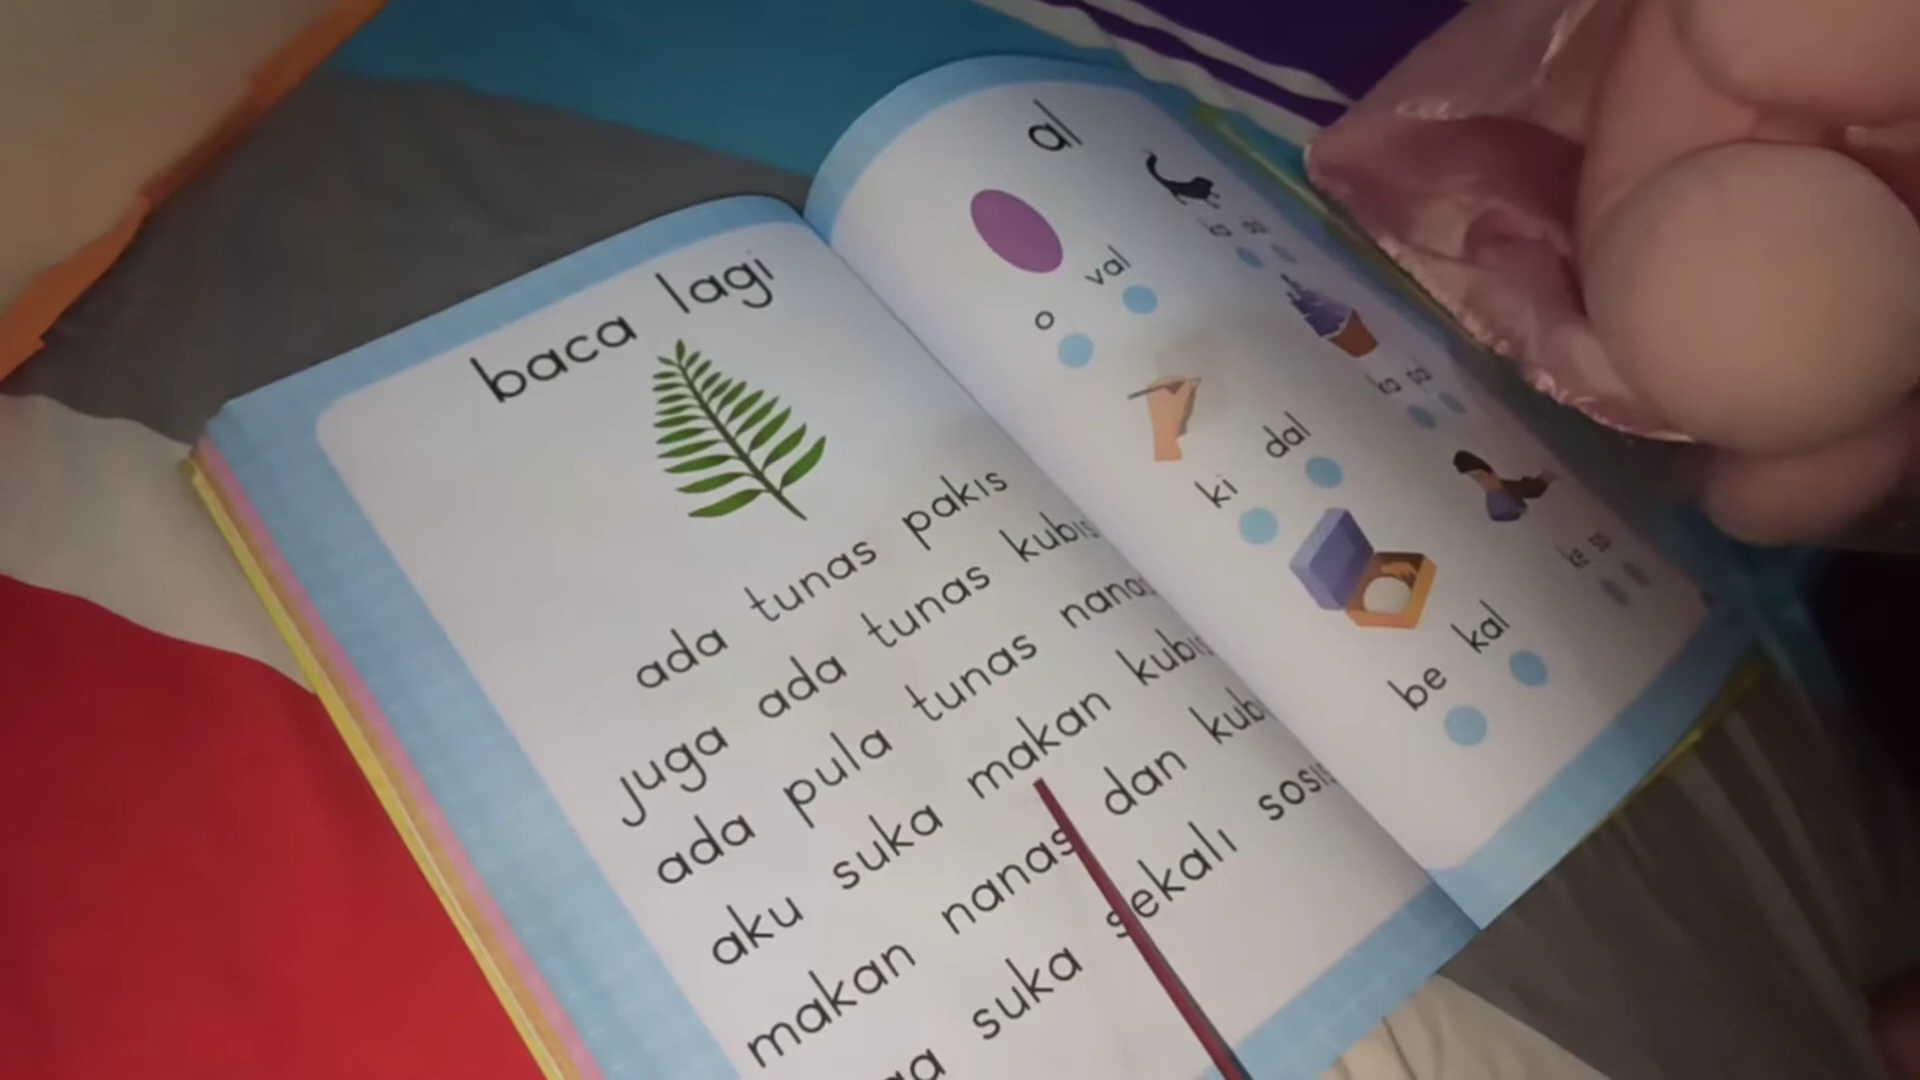 baca lagi
ada tunas pakis
juga ada tunas kubis
ada pula tunas nanas
aku suka makan kubis
makan nanas dan
suka sekali
al
o val
ki dal
be kal